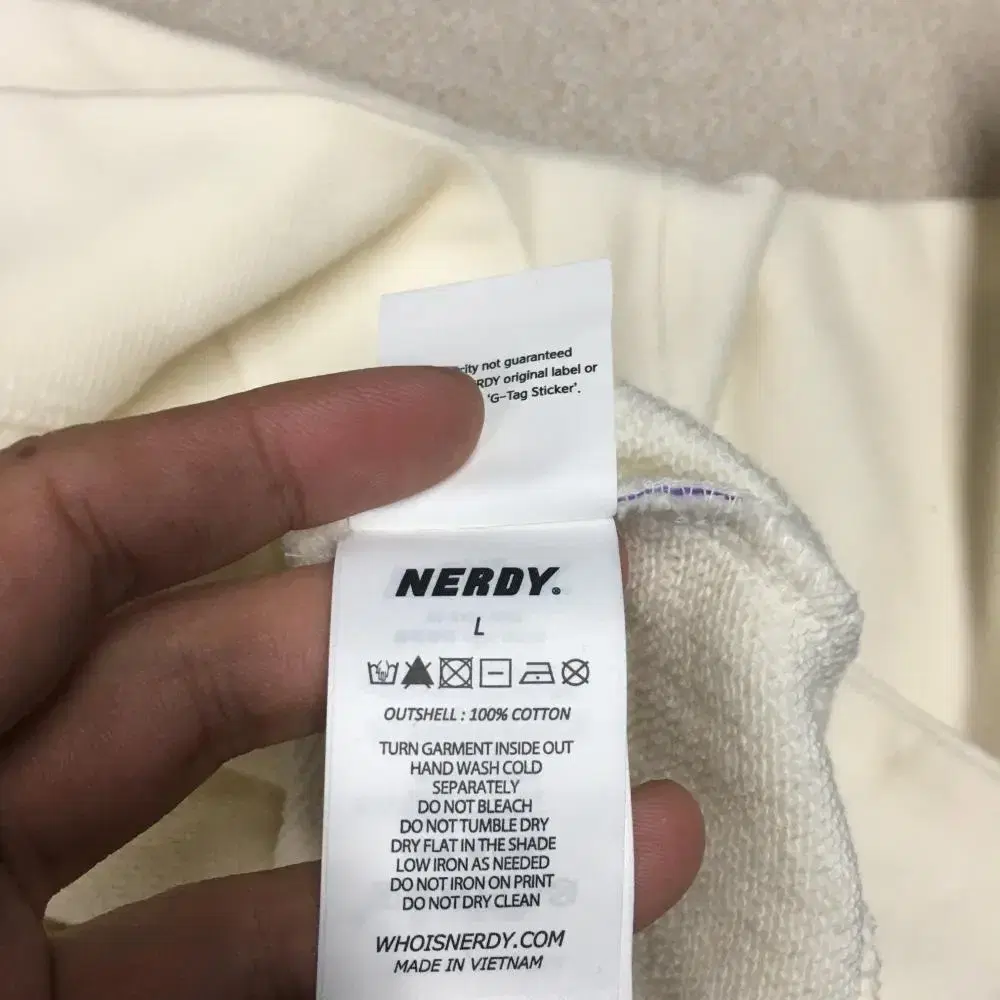 not guaranteed
original label or
'G-Tag Sticker'.
NERDY®
L
OUTSHELL : 100% COTTON
TURN GARMENT INSIDE OUT
HAND WASH COLD
SEPARATELY
DO NOT BLEACH
DO NOT TUMBLE DRY
DRY FLAT IN THE SHADE
LOW IRON AS NEEDED
DO NOT IRON ON PRINT
DO NOT DRY CLEAN
WHOISNERDY.COM
MADE IN VIETNAM